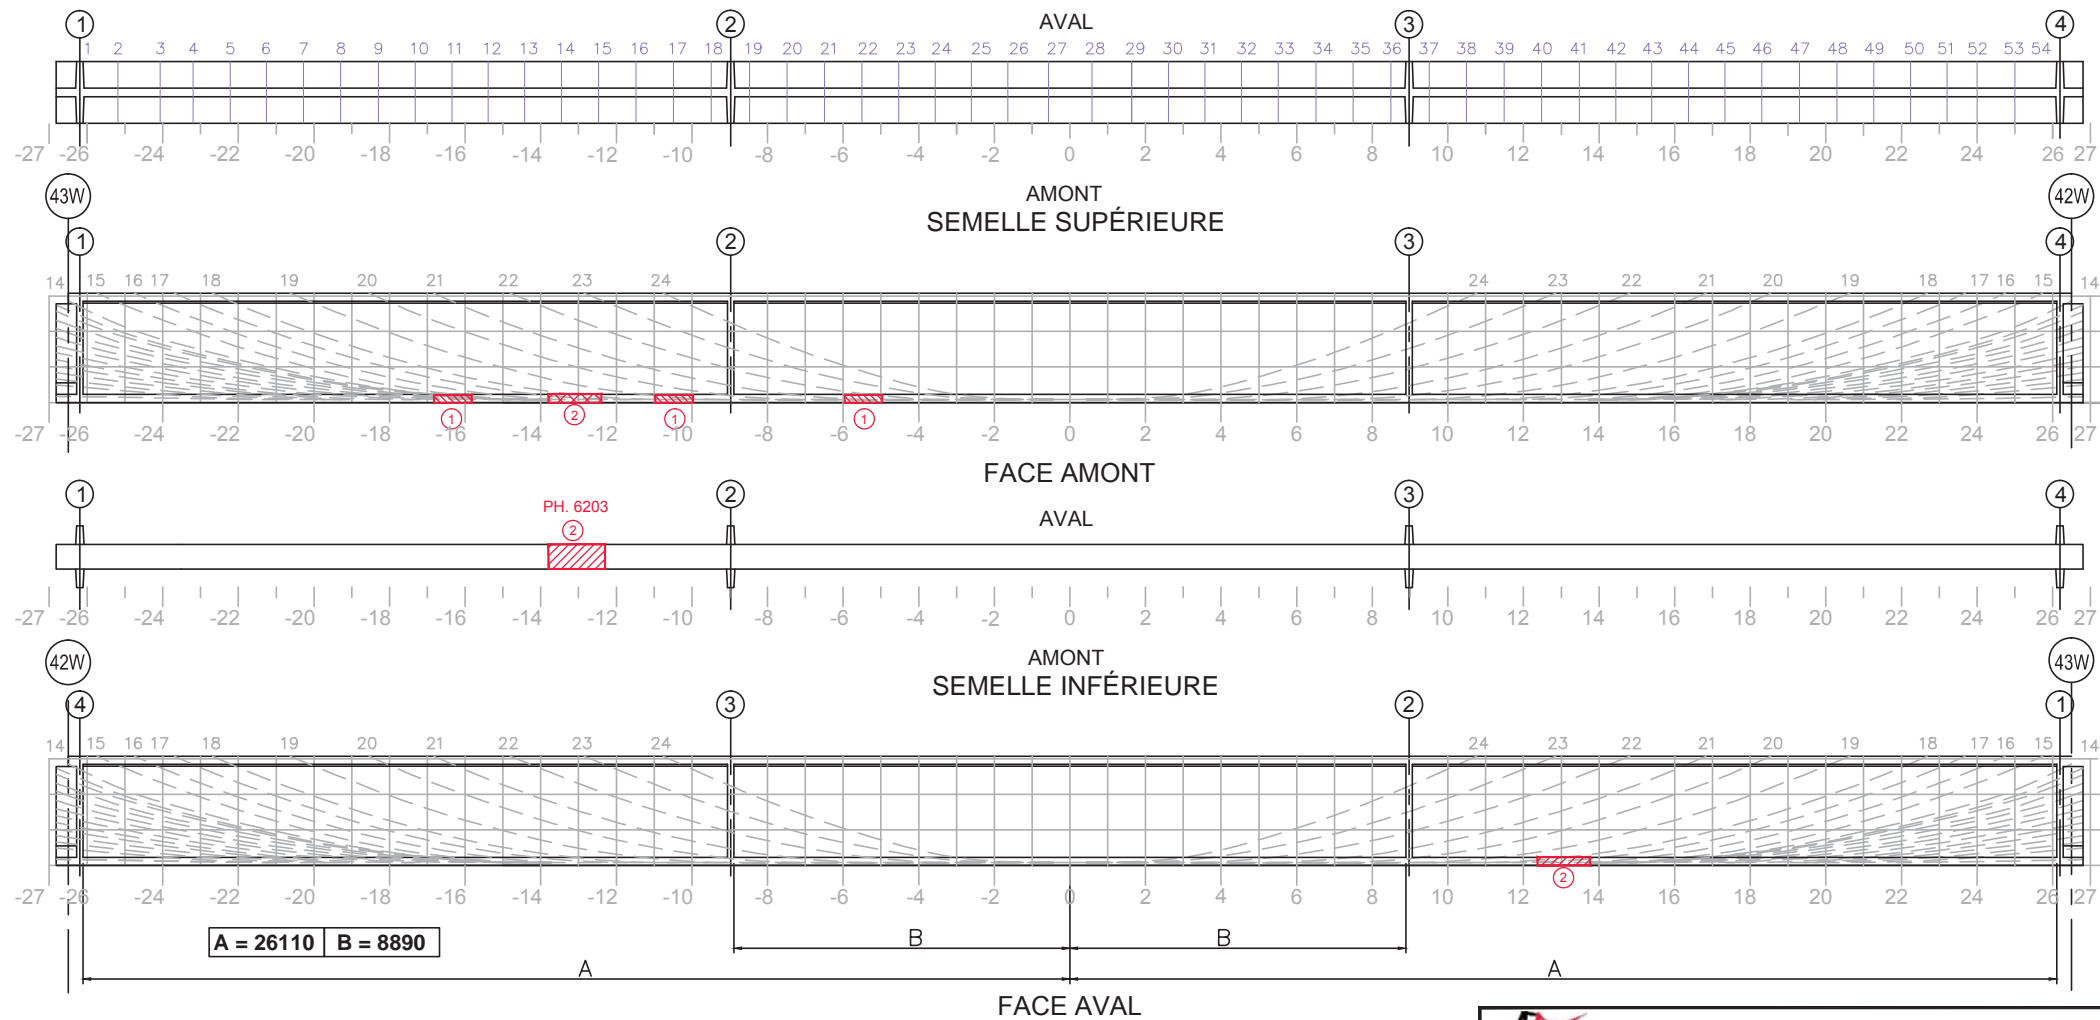 1 2 AVAL 3 4
1 2 3 4 5 6 7 8 9 10 11 12 13 14 15 16 17 18 19 20 21 22 23 24 25 26 27 28 29 30 31 32 33 34 35 36 37 38 39 40 41 42 43 44 45 46 47 48 49 50 51 52 53 54
-27 -26 -24 -22 -20 -18 -16 -14 -12 -10 -8 -6 -4 -2 0 2 4 6 8 10 12 14 16 18 20 22 24 26 27
43W AMONT 42W
SEMELLE SUPÉRIEURE
1 2 3 4
14 15 16 17 18 19 20 21 22 23 24 24 23 22 21 20 19 18 17 16 15 14
1 2 1 1
-27 -26 -24 -22 -20 -18 -16 -14 -12 -10 -8 -6 -4 -2 0 2 4 6 8 10 12 14 16 18 20 22 24 26 27
FACE AMONT
1 2 3 4
PH. 6203
2 AVAL
-27 -26 -24 -22 -20 -18 -16 -14 -12 -10 -8 -6 -4 -2 0 2 4 6 8 10 12 14 16 18 20 22 24 26 27
42W AMONT 43W
SEMELLE INFÉRIEURE
4 3 2 1
14 15 16 17 18 19 20 21 22 23 24 24 23 22 21 20 19 18 17 16 15 14
2
-27 -26 -24 -22 -20 -18 -16 -14 -12 -10 -8 -6 -4 -2 0 2 4 6 8 10 12 14 16 18 20 22 24 26 27
A = 26110 B = 8890 B B
A A
FACE AVAL